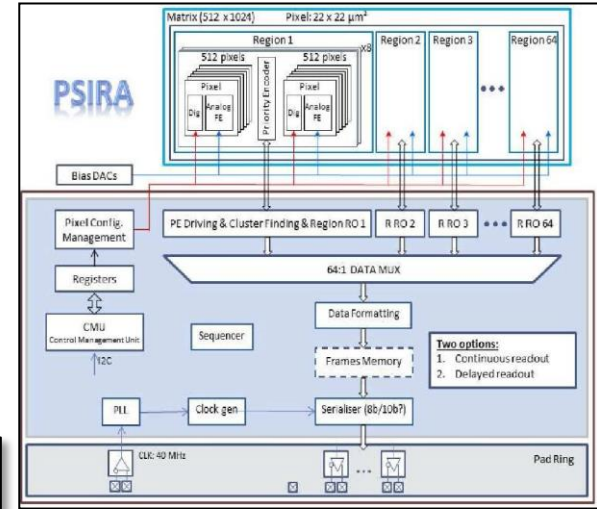 Matrix (512 x 1024) Pixel: 22 x 22 µm²
Region 1
x8
Region 2
Region 3
Region 64
512 pixels
512 pixels
Pixel
Dig
Analog FE
Priority Encoder
Pixel
Dig
Analog FE
PSIRA
Bias DACs
Pixel Config.
Management
PE Driving & Cluster Finding & Region RO 1
R RO 2
R RO 3
R RO 64
64:1 DATA MUX
Registers
Data Formatting
CMU
Control Management Unit
Sequencer
Frames Memory
Two options:
1. Continuous readout
2. Delayed readout
I2C
PLL
Clock gen
Serialiser (8b/10b?)
CLK: 40 MHz
Pad Ring